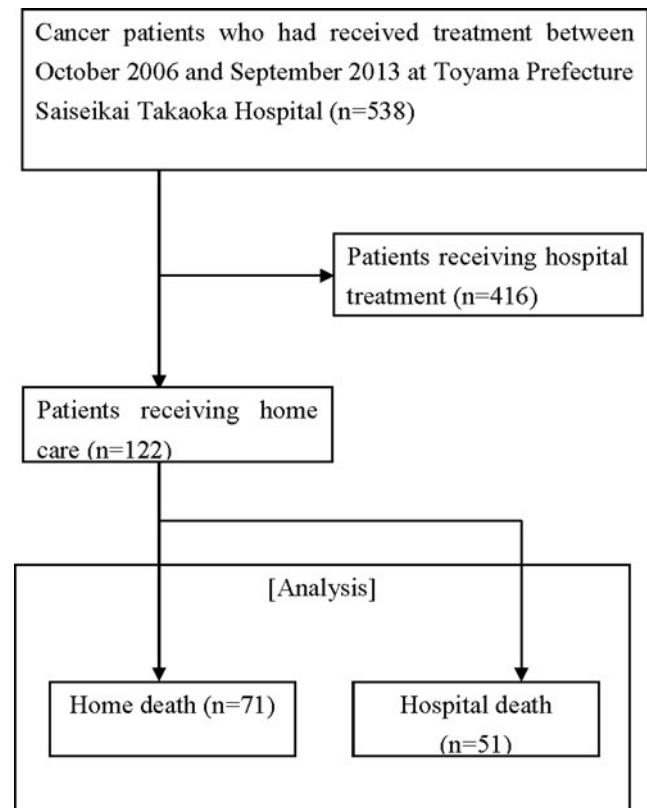 Cancer patients who had received treatment between
October 2006 and September 2013 at Toyama Prefecture
Saiseikai Takaoka Hospital (n=538)
Patients receiving hospital
treatment (n=416)
Patients receiving home
care (n=122)
[Analysis]
Home death (n=71)
Hospital death
(n=51)